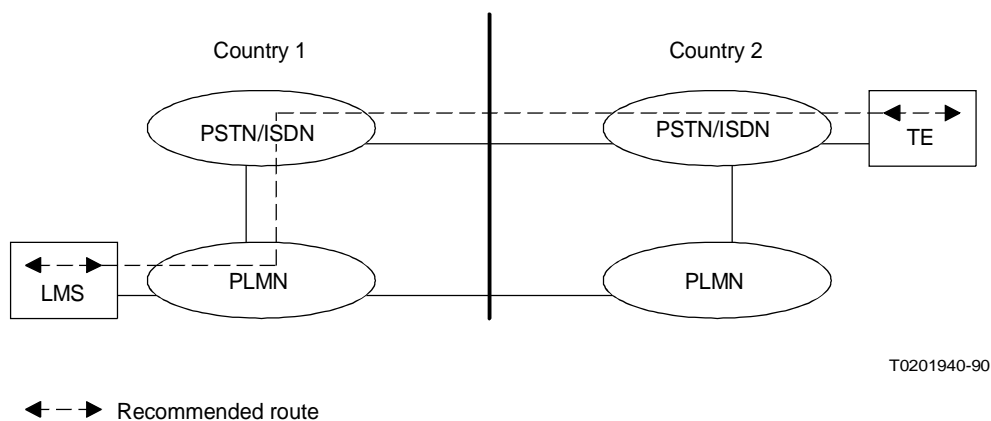 Country 1
Country 2
PSTN/ISDN
PSTN/ISDN
TE
LMS
PLMN
PLMN
T0201940-90
Recommended route